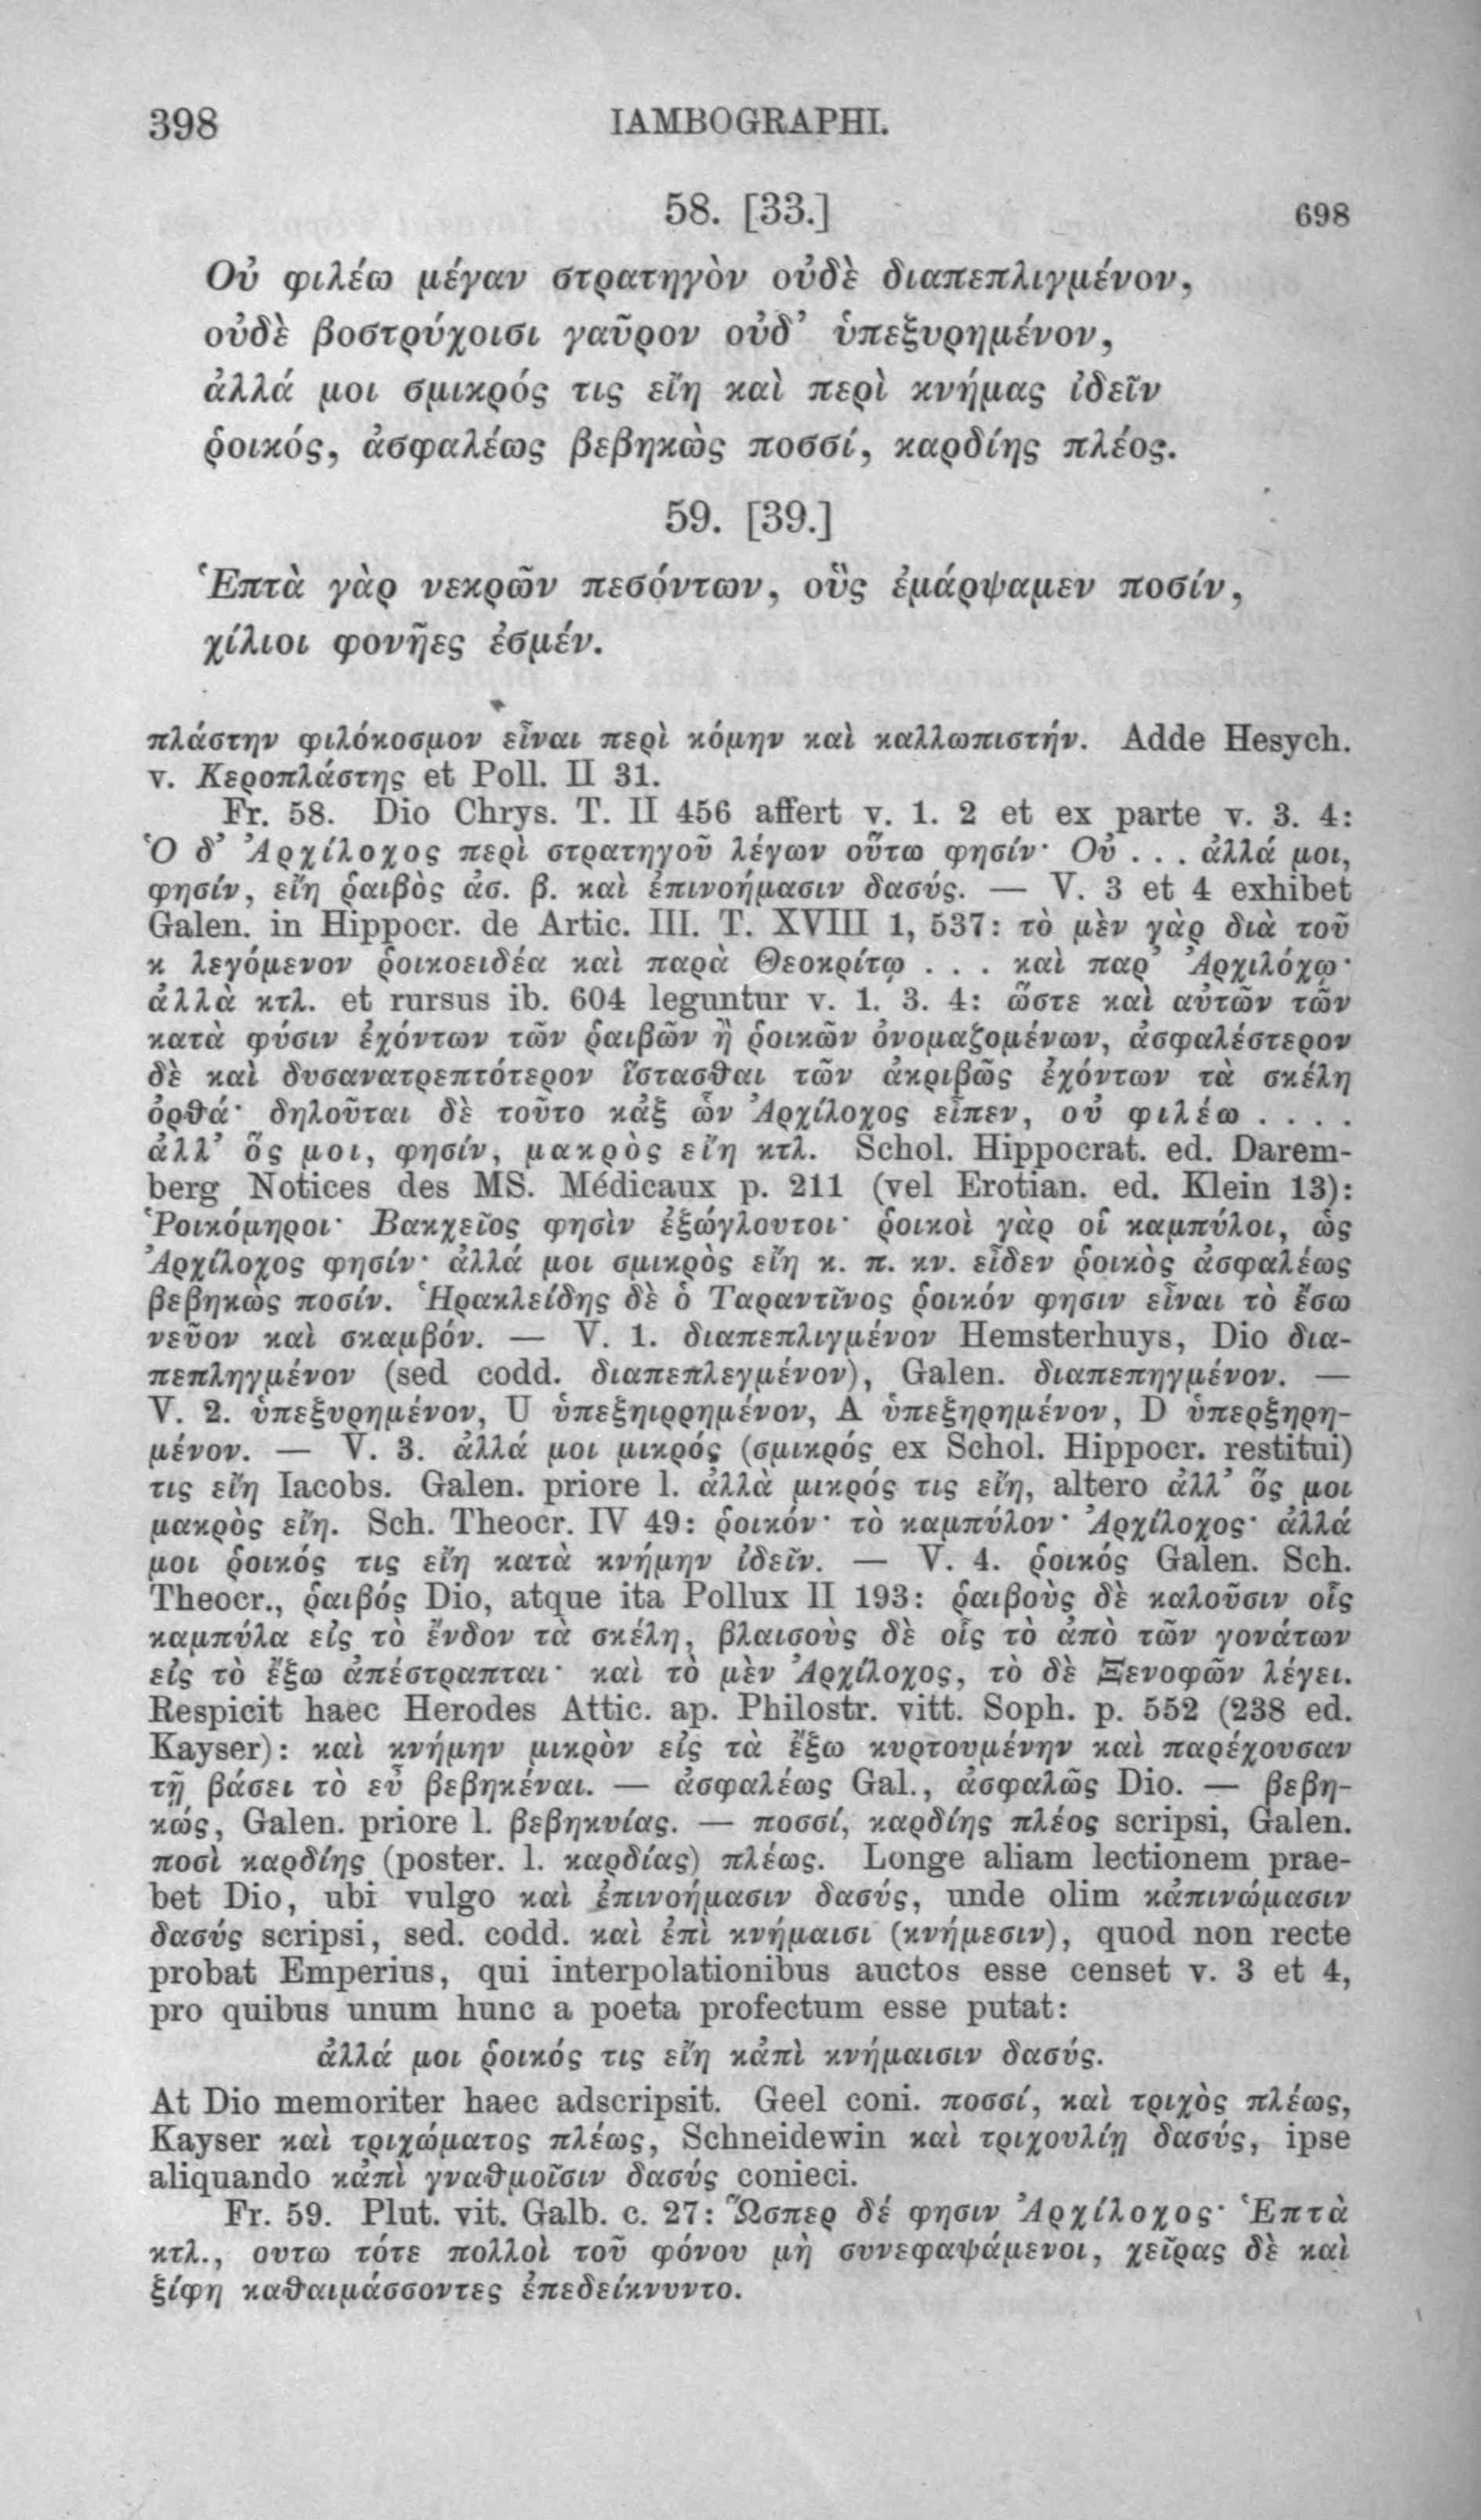 398
IAMBOGRAPHI.
58. [33.]
698
Οὐ φιλέω μέγαν στρατηγὸν οὐδὲ διαπεπλιγμένον,
οὐδὲ βοστρύχοισι γαῦρον οὐδ’ ὑπεξυρημένον,
ἀλλά μοι σμικρός τις εἴη καὶ περὶ κνήμας ἰδεῖν
ῥοικός, ἀσφαλέως βεβηκὼς ποσσί, καρδίης πλέος.
59. [39.]
Ἑπτὰ γὰρ νεκρῶν πεσόντων, οὓς ἐμάρψαμεν ποσίν,
χίλιοι φονῆες ἐσμέν.
πλάστην φιλόκοσμον εἶναι περὶ κόμην καὶ καλλωπιστήν. Adde Hesych.
v. Κεροπλάστης et Poll. II 31.
Fr. 58. Dio Chrys. T. II 456 affert v. 1. 2 et ex parte v. 3. 4:
Ὁ δ’ Ἀρχίλοχος περὶ στρατηγοῦ λέγων οὕτω φησίν· Οὐ . . . ἀλλά μοι,
φησίν, εἴη ῥαιβὸς ἀσ. β. καὶ ἐπινοήμασιν δασύς. — V. 3 et 4 exhibet
Galen. in Hippocr. de Artic. III. T. XVIII 1, 537: τὸ μὲν γὰρ διὰ τοῦ
κ λεγόμενον ῥοικοειδέα καὶ παρὰ Θεοκρίτῳ . . . καὶ παρ’ Ἀρχιλόχῳ·
ἀλλὰ κτλ. et rursus ib. 604 leguntur v. 1. 3. 4: ὥστε καὶ αὐτῶν τῶν
κατὰ φύσιν ἐχόντων τῶν ῥαιβῶν ἢ ῥοικῶν ὀνομαζομένων, ἀσφαλέστερον
δὲ καὶ δυσανατρεπτότερον ἵστασθαι τῶν ἀκριβῶς ἐχόντων τὰ σκέλη
ὀρθά· δηλοῦται δὲ τοῦτο κἀξ ὧν Ἀρχίλοχος εἶπεν, οὐ φιλέω . . . .
ἀλλ’ ὅς μοι, φησίν, μακρὸς εἴη κτλ. Schol. Hippocrat. ed. Darem-
berg Notices des MS. Médicaux p. 211 (vel Erotian. ed. Klein 13):
Ῥοικόμηροι· Βακχεῖος φησὶν ἐξώγλουτοι· ῥοικοὶ γὰρ οἱ καμπύλοι, ὡς
Ἀρχίλοχος φησίν· ἀλλά μοι σμικρὸς εἴη κ. π. κν. εἶδεν ῥοικὸς ἀσφαλέως
βεβηκὼς ποσίν. Ἡρακλείδης δὲ ὁ Ταραντῖνος ῥοικόν φησιν εἶναι τὸ ἔσω
νεῦον καὶ σκαμβόν. — V. 1. διαπεπλιγμένον Hemsterhuys, Dio δια-
πεπληγμένον (sed codd. διαπεπλεγμένον), Galen. διαπεπηγμένον. —
V. 2. ὑπεξυρημένον, U ὑπεξηιρρημένον, A ὑπεξηρημένον, D ὑπερξηρη-
μένον. — V. 3. ἀλλά μοι μικρός (σμικρός ex Schol. Hippocr. restitui)
τις εἴη Iacobs. Galen. priore l. ἀλλὰ μικρός τις εἴη, altero ἀλλ’ ὅς μοι
μακρὸς εἴη. Sch. Theocr. IV 49: ῥοικόν· τὸ καμπύλον· Ἀρχίλοχος· ἀλλά
μοι ῥοικός τις εἴη κατὰ κνήμην ἰδεῖν. — V. 4. ῥοικός Galen. Sch.
Theocr., ῥαιβός Dio, atque ita Pollux II 193: ῥαιβοὺς δὲ καλοῦσιν οἷς
καμπύλα εἰς τὸ ἔνδον τὰ σκέλη, βλαισοὺς δὲ οἷς τὸ ἀπὸ τῶν γονάτων
εἰς τὸ ἔξω ἀπέστραπται· καὶ τὸ μὲν Ἀρχίλοχος, τὸ δὲ Ξενοφῶν λέγει.
Respicit haec Herodes Attic. ap. Philostr. vitt. Soph. p. 552 (238 ed.
Kayser): καὶ κνήμην μικρὸν εἰς τὰ ἔξω κυρτουμένην καὶ παρέχουσαν
τῇ βάσει τὸ εὖ βεβηκέναι. — ἀσφαλέως Gal., ἀσφαλῶς Dio. — βεβη-
κώς, Galen. priore l. βεβηκυίας. — ποσσί, καρδίης πλέος scripsi, Galen.
ποσὶ καρδίης (poster. l. καρδίας) πλέως. Longe aliam lectionem prae-
bet Dio, ubi vulgo καὶ ἐπινοήμασιν δασύς, unde olim κἀπινώμασιν
δασύς scripsi, sed. codd. καὶ ἐπὶ κνήμαισι (κνήμεσιν), quod non recte
probat Emperius, qui interpolationibus auctos esse censet v. 3 et 4,
pro quibus unum hunc a poeta profectum esse putat:
ἀλλά μοι ῥοικός τις εἴη κἀπὶ κνήμαισιν δασύς.
At Dio memoriter haec adscripsit. Geel coni. ποσσί, καὶ τριχὸς πλέως,
Kayser καὶ τριχώματος πλέως, Schneidewin καὶ τριχουλίῃ δασύς, ipse
aliquando κἀπὶ γναθμοῖσιν δασύς conieci.
Fr. 59. Plut. vit. Galb. c. 27: Ὥσπερ δέ φησιν Ἀρχίλοχος· Ἑπτὰ
κτλ., ουτω τότε πολλοὶ τοῦ φόνου μὴ συνεφαψάμενοι, χεῖρας δὲ καὶ
ξίφη καθαιμάσσοντες ἐπεδείκνυντο.